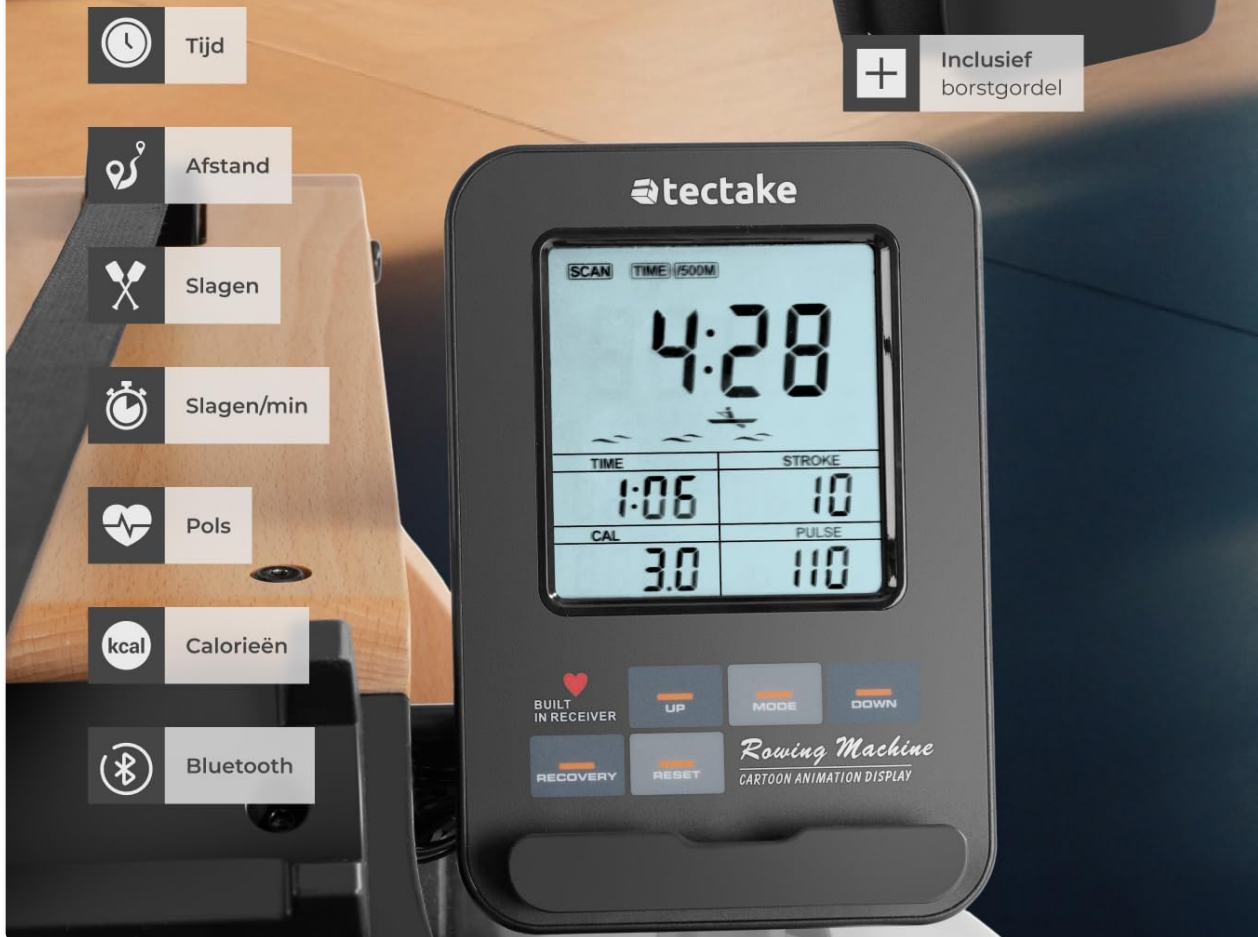 Tijd
Inclusief
borstgordel
Afstand
Slagen
Slagen/min
Pols
kcal
Calorieën
Bluetooth
tectake
SCAN TIME /500M
4:28
TIME STROKE
1:06 10
CAL PULSE
3.0 110
BUILT
IN RECEIVER
UP MODE DOWN
RECOVERY RESET
Rowing Machine
CARTOON ANIMATION DISPLAY